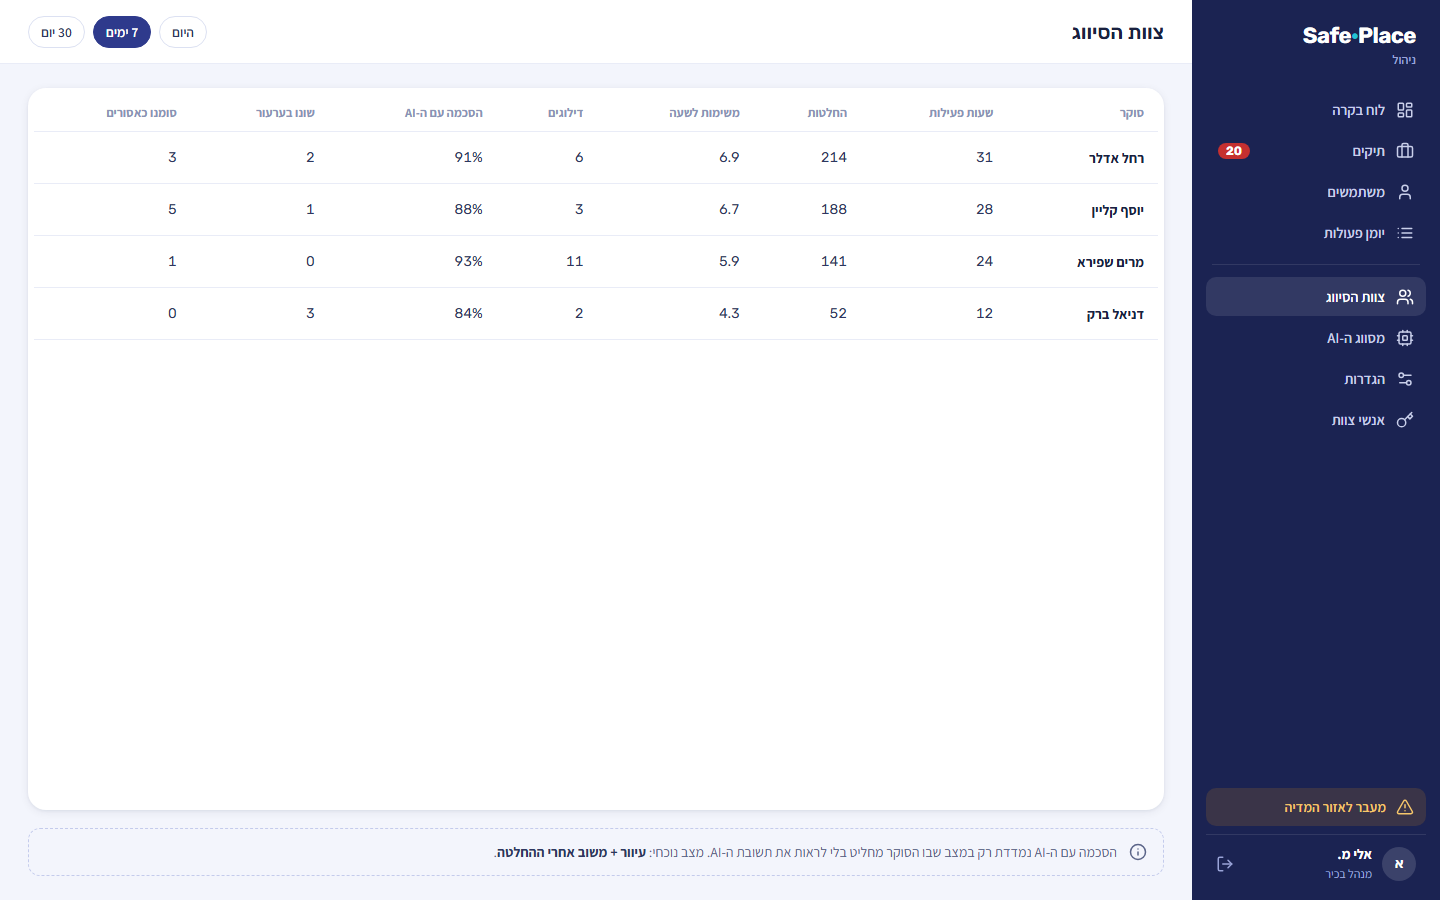 Safe•Place
ניהול
לוח בקרה
תיקים 20
משתמשים
יומן פעולות
צוות הסיווג
מסווג ה-AI
הגדרות
אנשי צוות
מעבר לאזור המדיה
א
אלי מ.
מנהל בכיר
צוות הסיווג
היום 7 ימים 30 יום
סוקר שעות פעילות החלטות משימות לשעה דילוגים הסכמה עם ה-AI שונו בערעור סומנו כאסורים
רחל אדלר 31 214 6.9 6 91% 2 3
יוסף קליין 28 188 6.7 3 88% 1 5
מרים שפירא 24 141 5.9 11 93% 0 1
דניאל ברק 12 52 4.3 2 84% 3 0
הסכמה עם ה-AI נמדדת רק במצב שבו הסוקר מחליט בלי לראות את תשובת ה-AI. מצב נוכחי: עיוור + משוב אחרי ההחלטה.